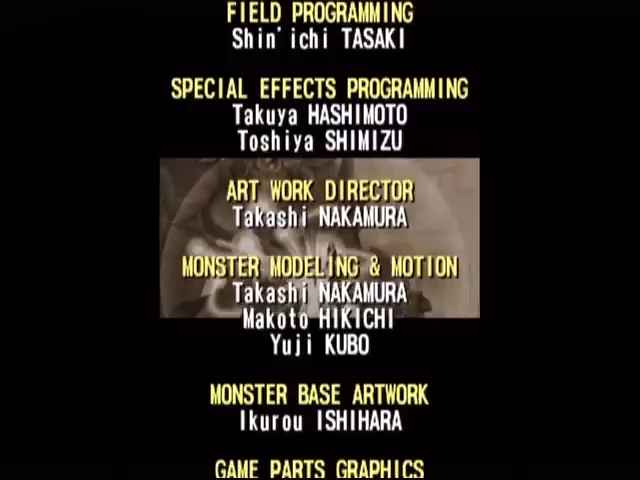 FIELD PROGRAMMING
Shin'ichi TASAKI
SPECIAL EFFECTS PROGRAMMING
Takuya HASHIMOTO
Toshiya SHIMIZU
ART WORK DIRECTOR
Takashi NAKAMURA
MONSTER MODELING & MOTION
Takashi NAKAMURA
Makoto HIKICHI
Yuji KUBO
MONSTER BASE ARTWORK
Ikurou ISHIHARA
GAME PARTS GRAPHICS